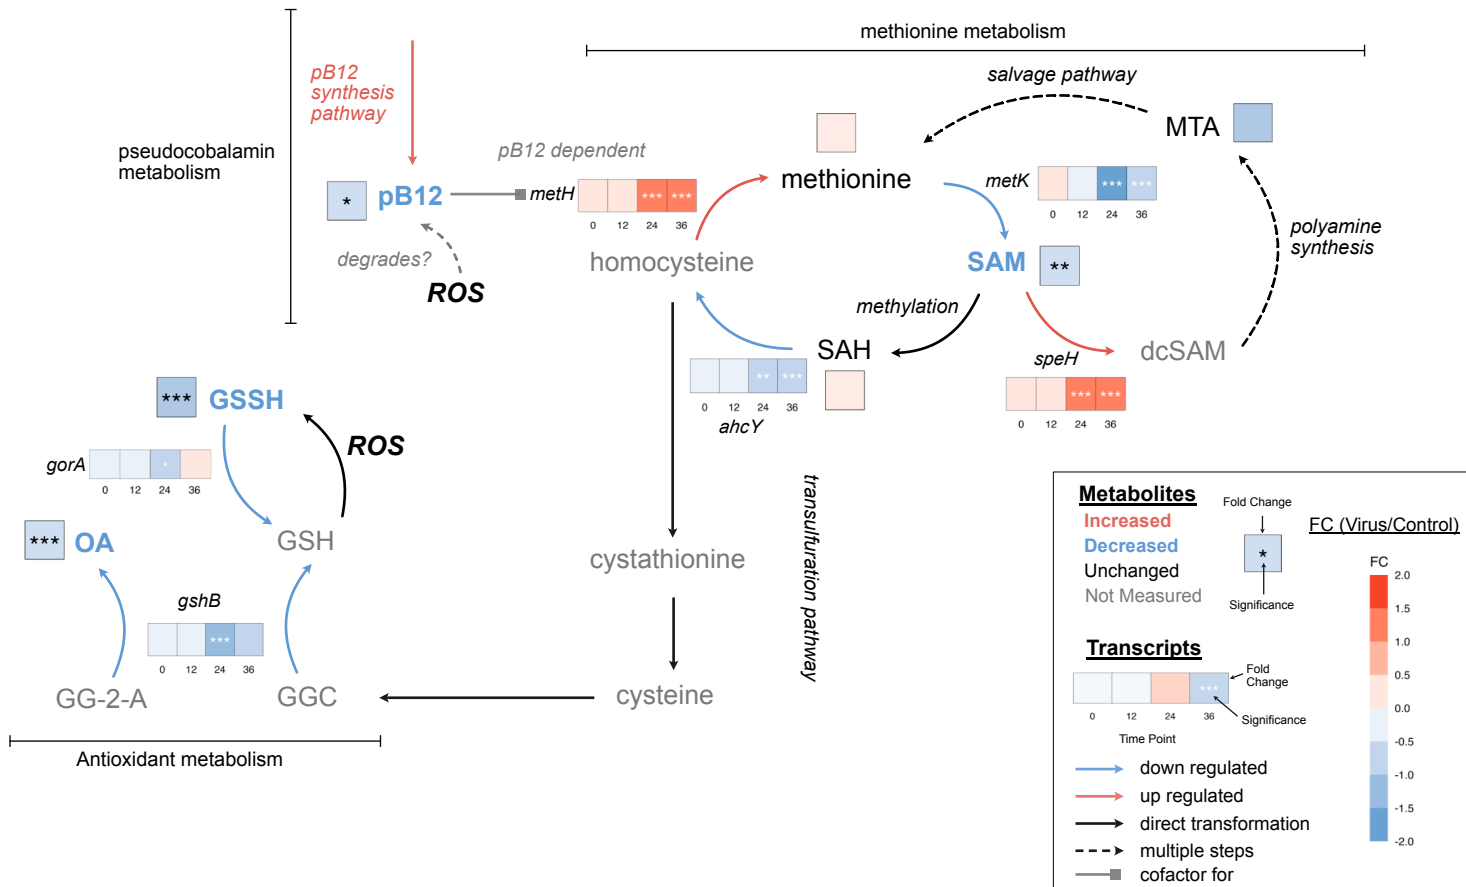 methionine metabolism
salvage pathway
pB12
synthesis
pathway
MTA
pseudocobalamin
metabolism
pB12 dependent
methionine
metK
*** ***
0 12 24 36
* pB12
metH
*** ***
0 12 24 36
polyamine
synthesis
degrades?
homocysteine
SAM
**
ROS
methylation
SAH
dcSAM
speH
** ***
0 12 24 36
ahcY
*** ***
0 12 24 36
*** GSSH
ROS
gorA
*
0 12 24 36
transulfuration pathway
*** OA
GSH
cystathionine
gshB
***
0 12 24 36
GG-2-A
GGC
cysteine
Antioxidant metabolism
Metabolites
Increased
Decreased
Unchanged
Not Measured
Fold Change
*
Significance
FC (Virus/Control)
FC
2.0
1.5
1.0
0.5
0.0
-0.5
-1.0
-1.5
-2.0
Transcripts
***
Fold
Change
0 12 24 36
Significance
Time Point
down regulated
up regulated
direct transformation
multiple steps
cofactor for